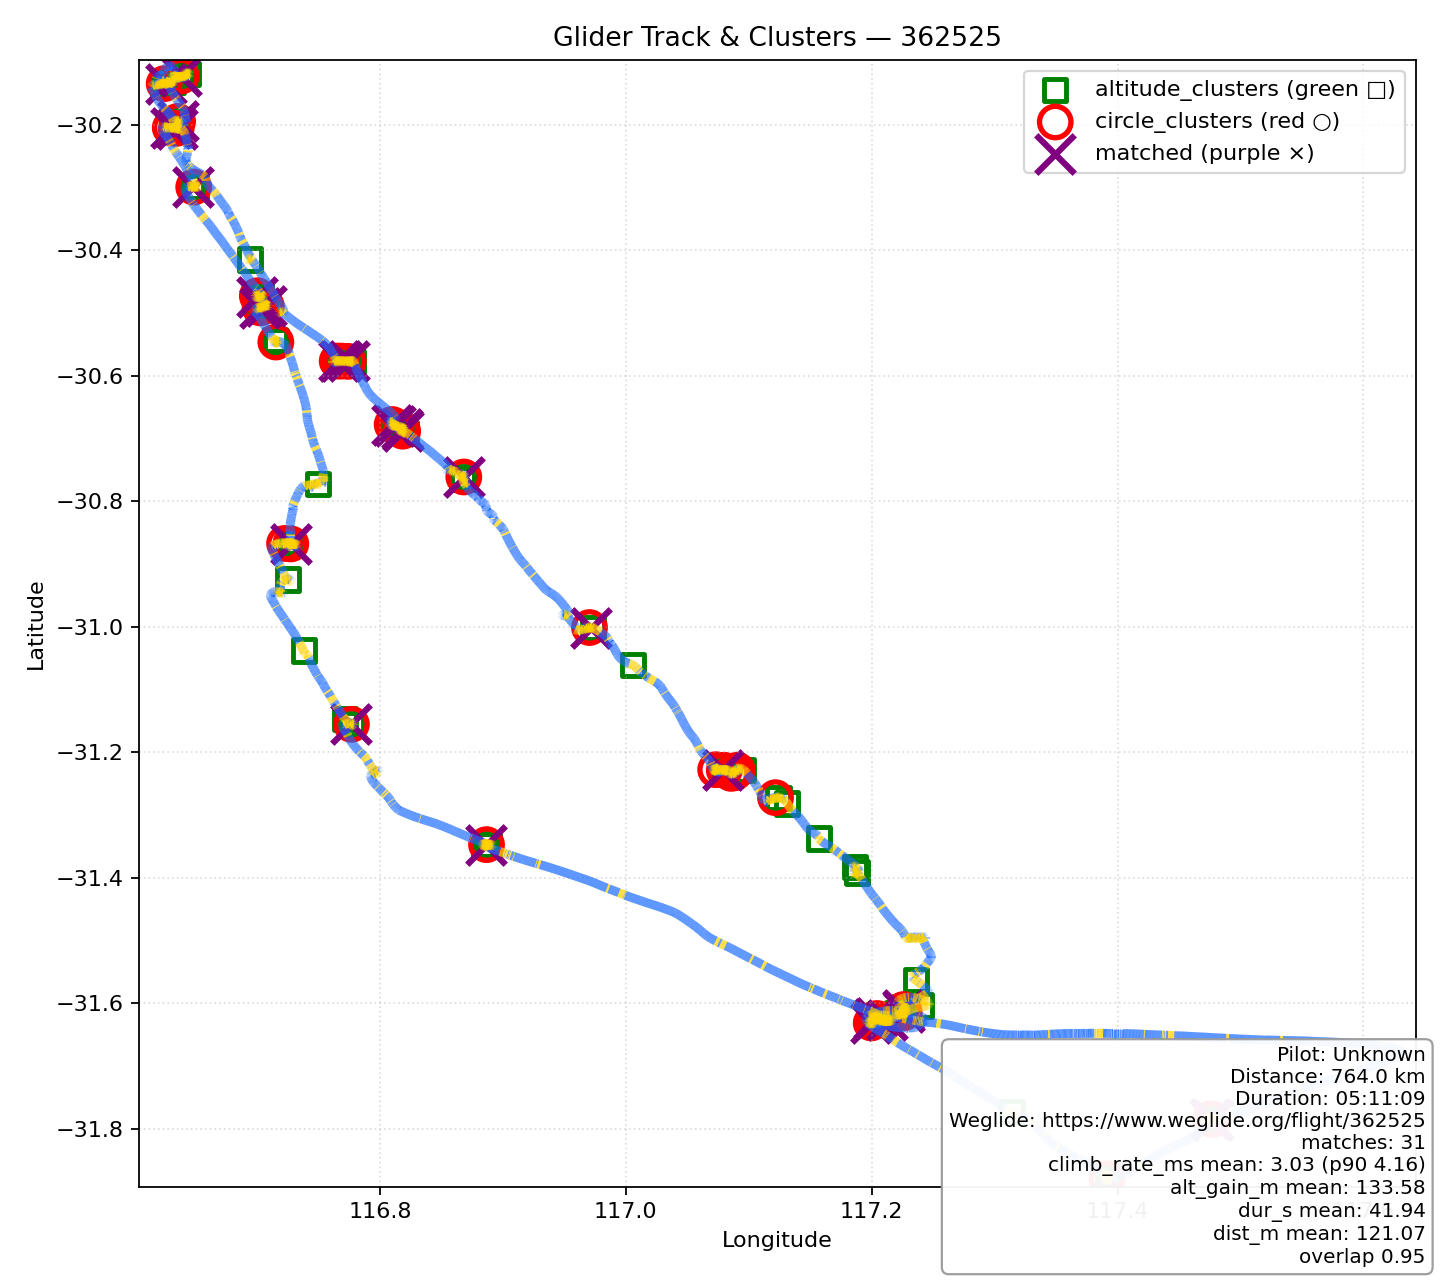 Glider Track & Clusters — 362525
altitude_clusters (green □)
circle_clusters (red ○)
matched (purple ×)
−30.2
−30.4
−30.6
−30.8
−31.0
−31.2
−31.4
−31.6
−31.8
Latitude
116.8
117.0
117.2
117.4
Longitude
Pilot: Unknown
Distance: 764.0 km
Duration: 05:11:09
Weglide: https://www.weglide.org/flight/362525
matches: 31
climb_rate_ms mean: 3.03 (p90 4.16)
alt_gain_m mean: 133.58
dur_s mean: 41.94
dist_m mean: 121.07
overlap 0.95